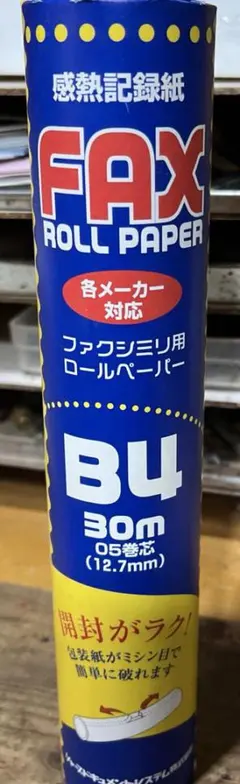 感熱記録紙
FAX
ROLL PAPER
各メーカー
対応
ファクシミリ用
ロールペーパー
B4
30m
05巻芯
(12.7mm)
開封がラク!
包装紙がミシン目で
簡単に破れます